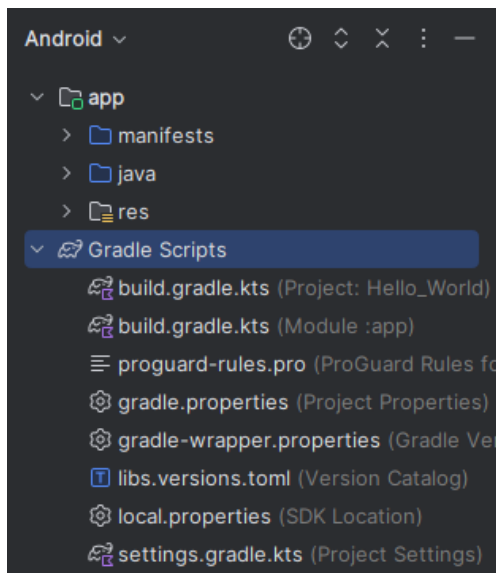 Android
app
manifests
java
res
Gradle Scripts
build.gradle.kts (Project: Hello_World)
build.gradle.kts (Module :app)
proguard-rules.pro (ProGuard Rules fo
gradle.properties (Project Properties)
gradle-wrapper.properties (Gradle Ve
libs.versions.toml (Version Catalog)
local.properties (SDK Location)
settings.gradle.kts (Project Settings)